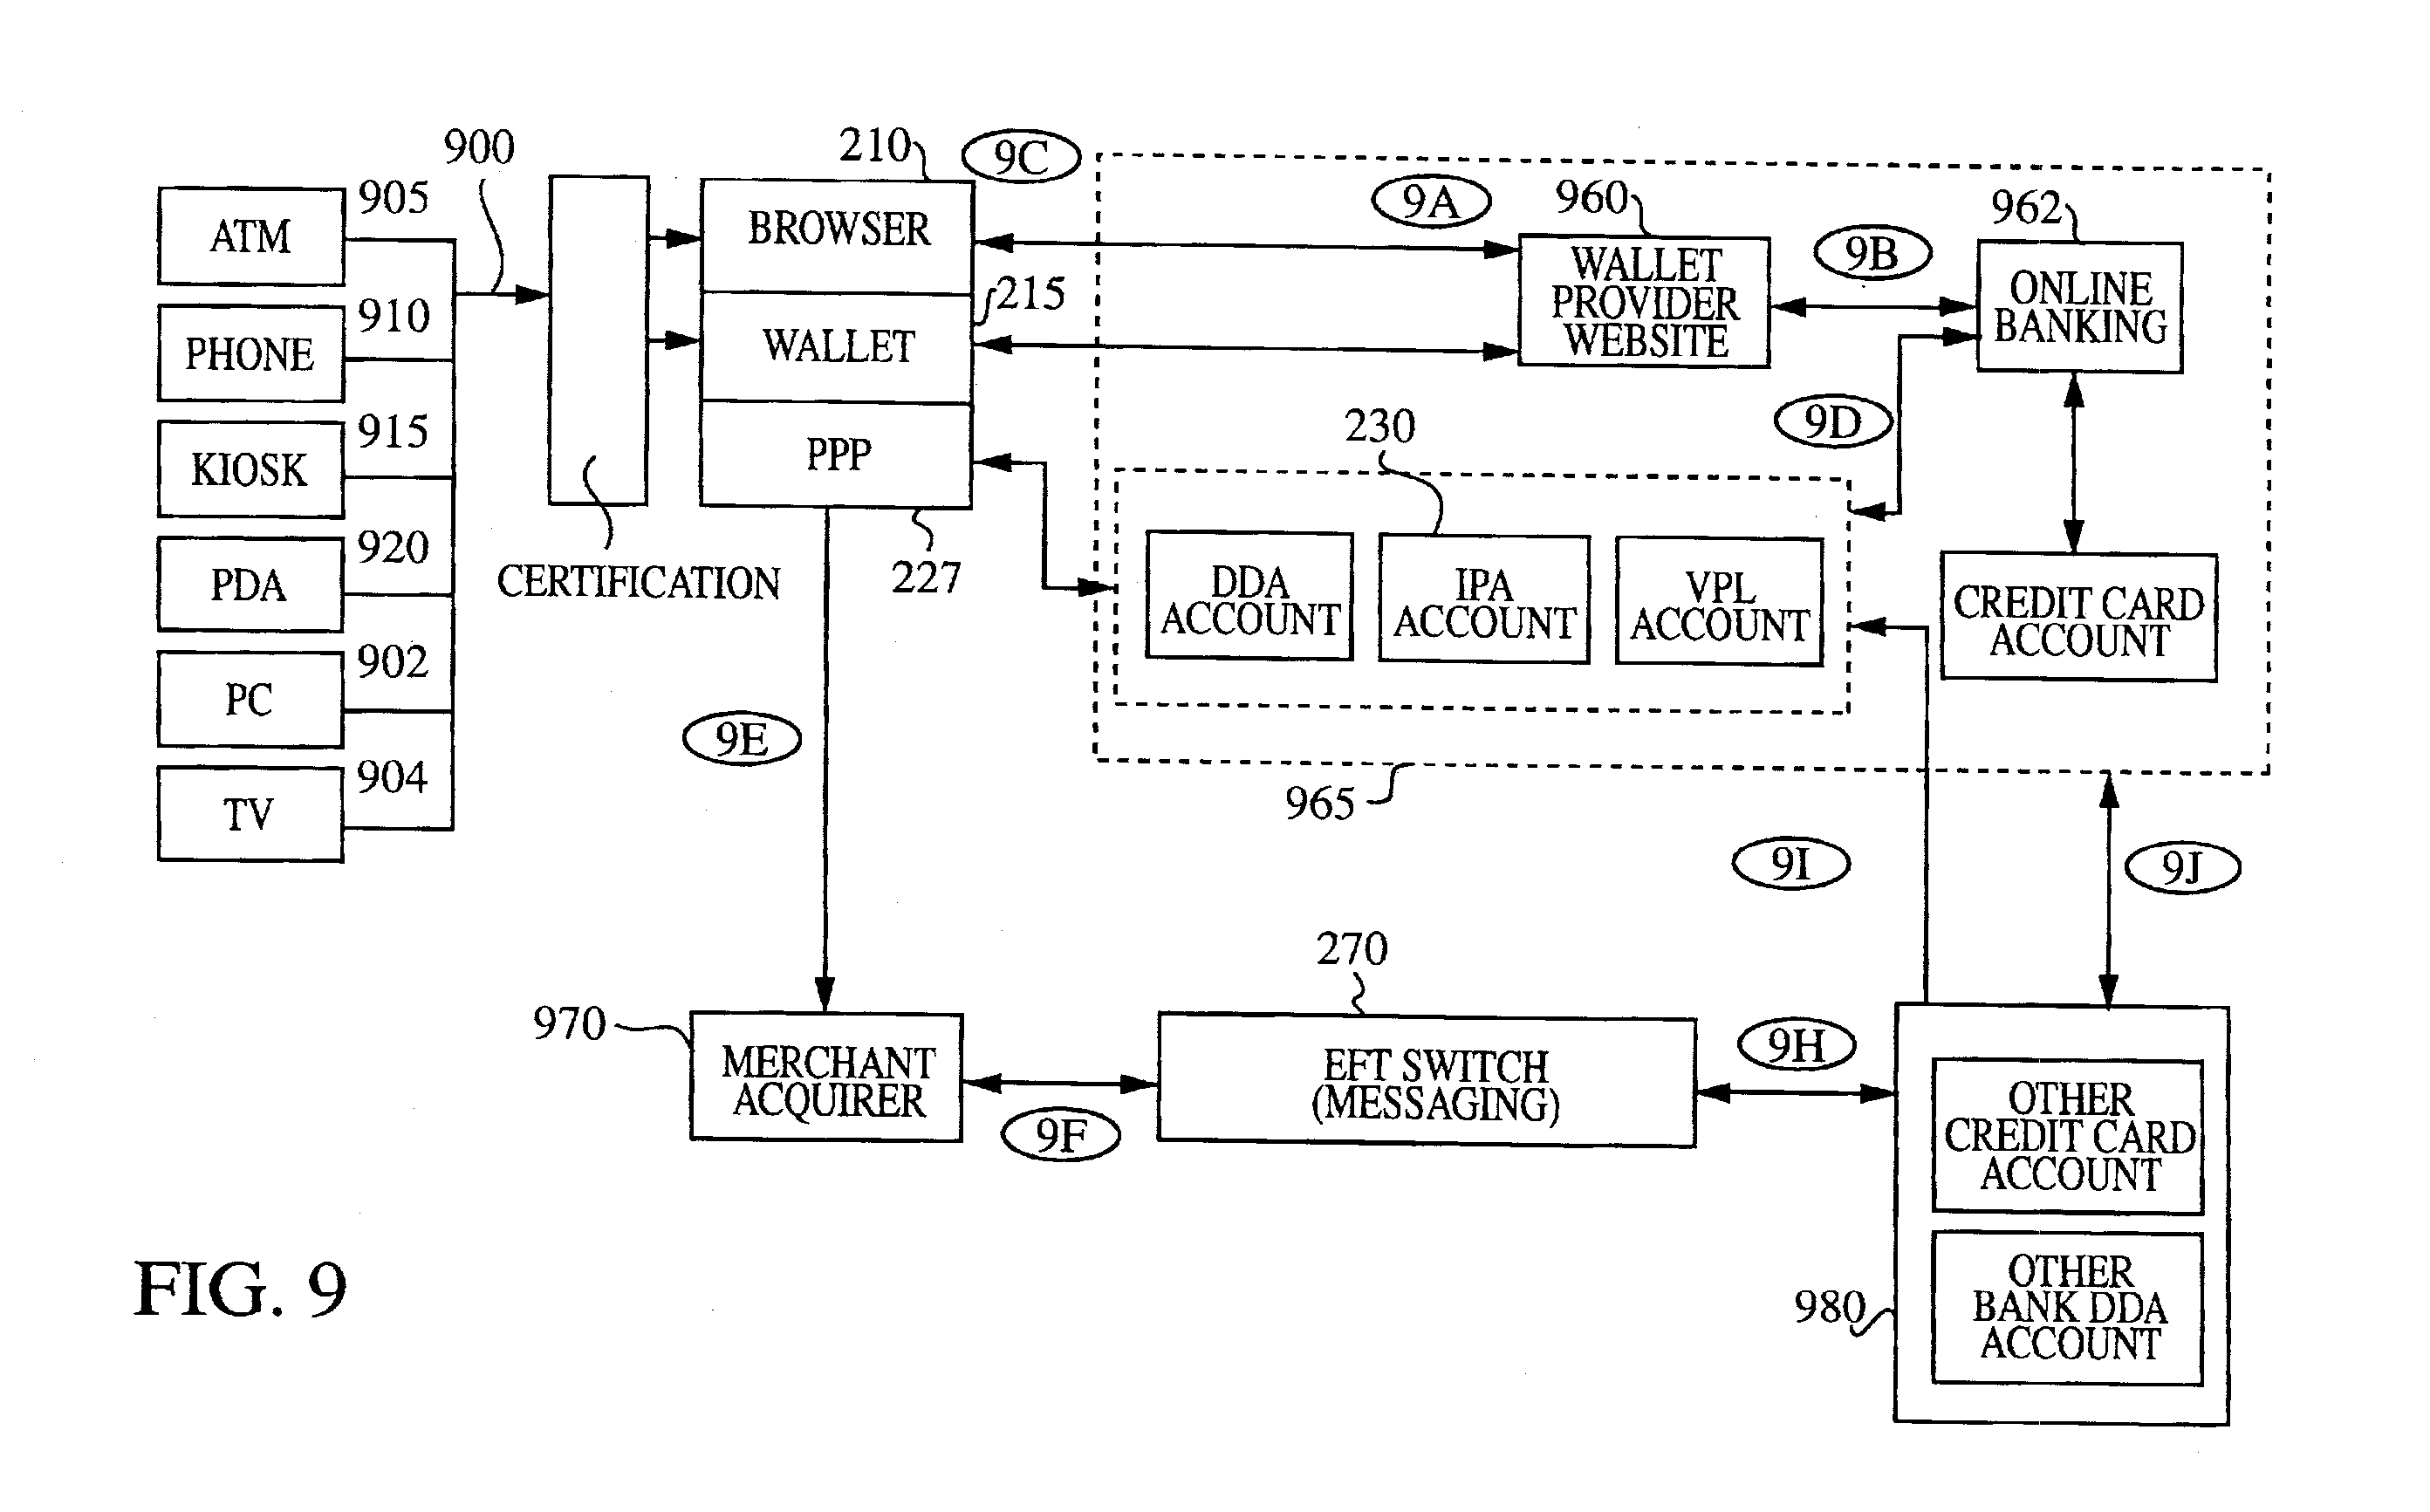 900
210
9C
905
ATM
910
PHONE
915
KIOSK
920
PDA
902
PC
904
TV
CERTIFICATION
BROWSER
215
WALLET
PPP
227
9A
960
WALLET
PROVIDER
WEBSITE
9B
962
ONLINE
BANKING
9D
230
DDA
ACCOUNT
IPA
ACCOUNT
VPL
ACCOUNT
CREDIT CARD
ACCOUNT
965
9E
9I
9J
970
MERCHANT
ACQUIRER
9F
270
EFT SWITCH
(MESSAGING)
9H
OTHER
CREDIT CARD
ACCOUNT
OTHER
BANK DDA
ACCOUNT
980
FIG. 9